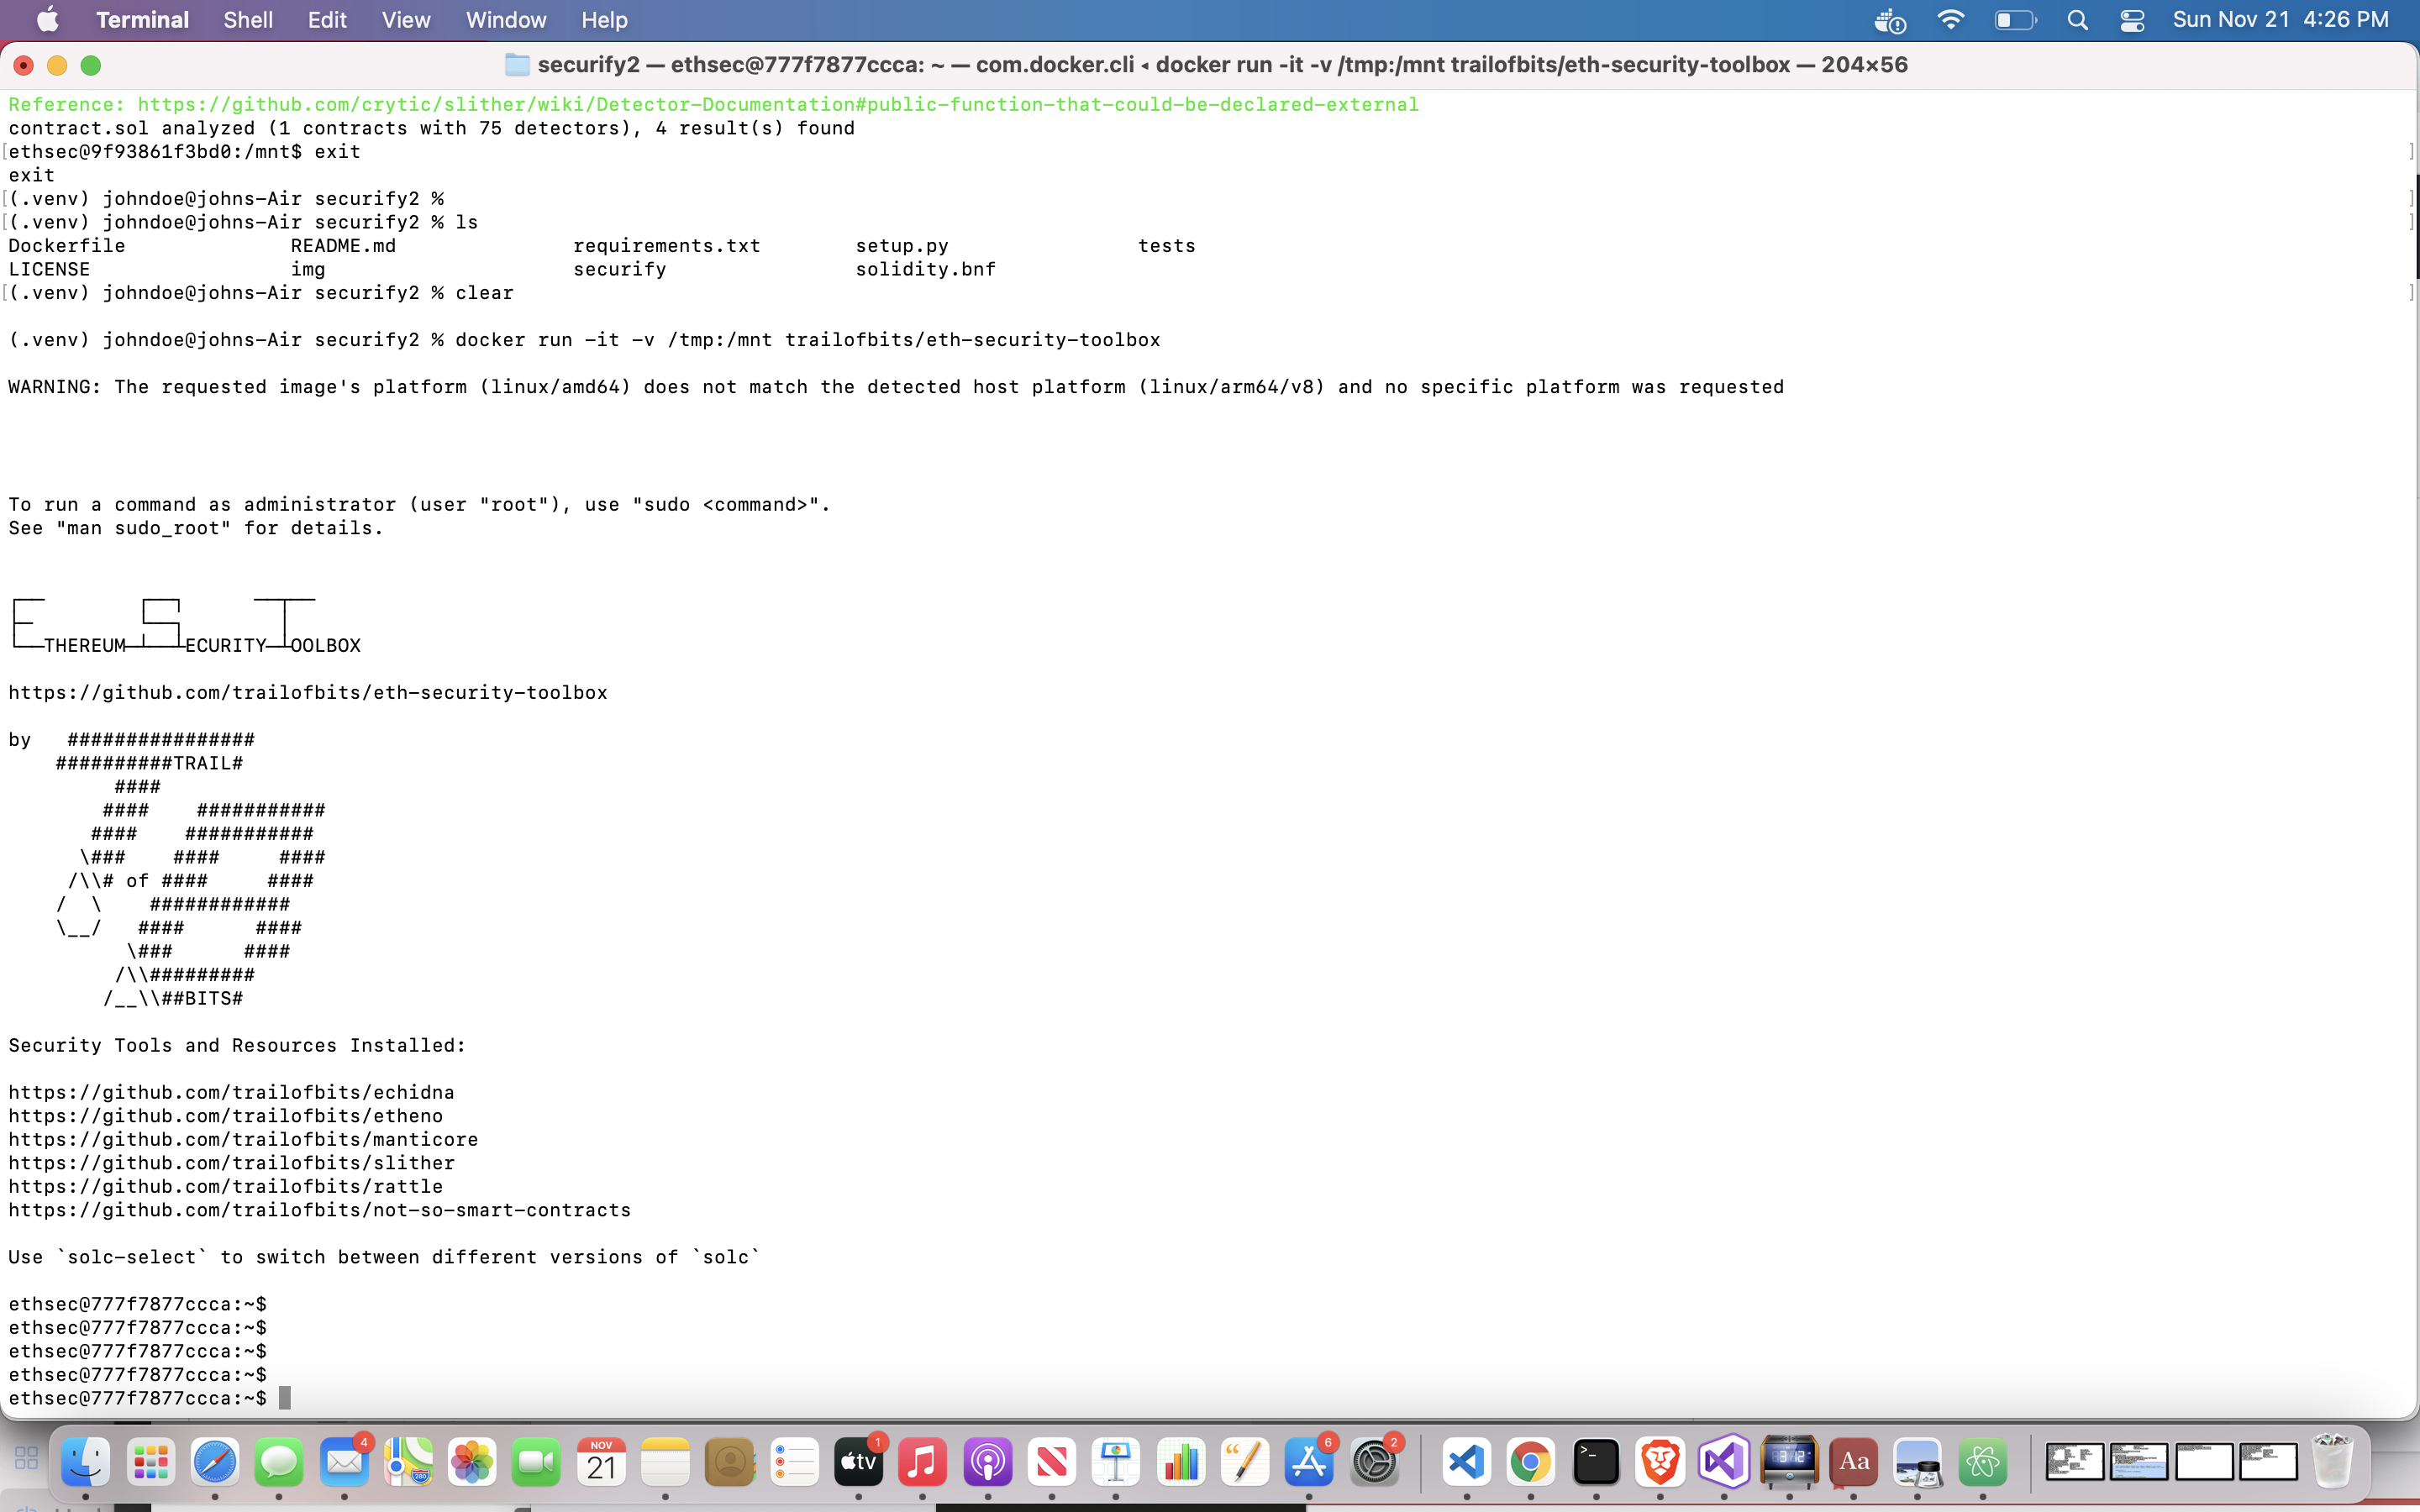 Terminal Shell Edit View Window Help Sun Nov 21 4:26 PM
securify2 — ethsec@777f7877ccca: ~ — com.docker.cli ◂ docker run -it -v /tmp:/mnt trailofbits/eth-security-toolbox — 204×56
Reference: https://github.com/crytic/slither/wiki/Detector-Documentation#public-function-that-could-be-declared-external
contract.sol analyzed (1 contracts with 75 detectors), 4 result(s) found
[ethsec@9f93861f3bd0:/mnt$ exit ]
exit
[(.venv) johndoe@johns-Air securify2 % ]
[(.venv) johndoe@johns-Air securify2 % ls ]
Dockerfile README.md requirements.txt setup.py tests
LICENSE img securify solidity.bnf
[(.venv) johndoe@johns-Air securify2 % clear ]
(.venv) johndoe@johns-Air securify2 % docker run -it -v /tmp:/mnt trailofbits/eth-security-toolbox
WARNING: The requested image's platform (linux/amd64) does not match the detected host platform (linux/arm64/v8) and no specific platform was requested
To run a command as administrator (user "root"), use "sudo <command>".
See "man sudo_root" for details.
┌── ┌──┐ ──┬──
├─ └──┐ │
└──THEREUM─┴──┴ECURITY─┴OOLBOX
https://github.com/trailofbits/eth-security-toolbox
by   ################
    ##########TRAIL#
         ####
        ####    ###########
       ####    ###########
      \###    ####     ####
     /\\# of ####     ####
    /  \    ############
    \__/   ####      ####
          \###      ####
         /\\#########
        /__\\##BITS#
Security Tools and Resources Installed:
https://github.com/trailofbits/echidna
https://github.com/trailofbits/etheno
https://github.com/trailofbits/manticore
https://github.com/trailofbits/slither
https://github.com/trailofbits/rattle
https://github.com/trailofbits/not-so-smart-contracts
Use `solc-select` to switch between different versions of `solc`
ethsec@777f7877ccca:~$
ethsec@777f7877ccca:~$
ethsec@777f7877ccca:~$
ethsec@777f7877ccca:~$
ethsec@777f7877ccca:~$
4 280 NOV 21 tv 1 6 2 >_ Aa